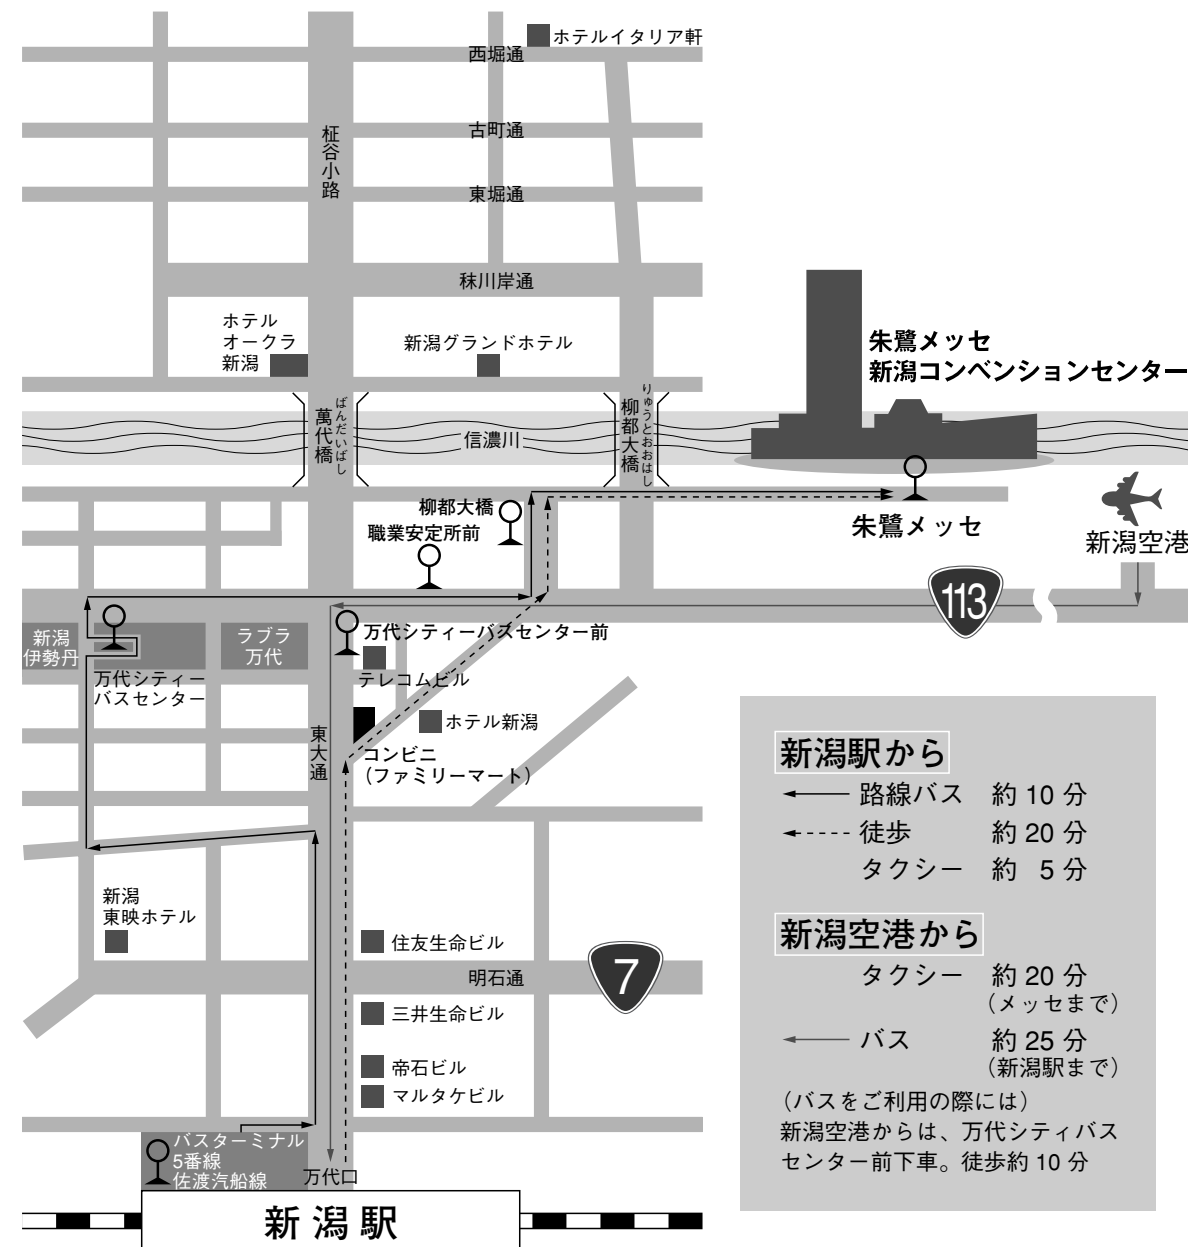 ホテルイタリア軒
西堀通
古町通
柾谷小路
東堀通
秣川岸通
ホテル
オークラ
新潟
新潟グランドホテル
朱鷺メッセ
新潟コンベンションセンター
萬代橋
ばんだいばし
信濃川
柳都大橋
りゅうとおおはし
柳都大橋
職業安定所前
朱鷺メッセ
新潟空港
113
新潟
伊勢丹
ラブラ
万代
万代シティーバスセンター前
万代シティー
バスセンター
テレコムビル
東大通
ホテル新潟
コンビニ
（ファミリーマート）
新潟
東映ホテル
住友生命ビル
明石通
7
三井生命ビル
帝石ビル
マルタケビル
バスターミナル
5番線
佐渡汽船線
万代口
新潟駅
新潟駅から
路線バス 約 10 分
徒歩 約 20 分
タクシー 約 5 分
新潟空港から
タクシー 約 20 分
（メッセまで）
バス 約 25 分
（新潟駅まで）
（バスをご利用の際には）
新潟空港からは、万代シティバス
センター前下車。徒歩約 10 分